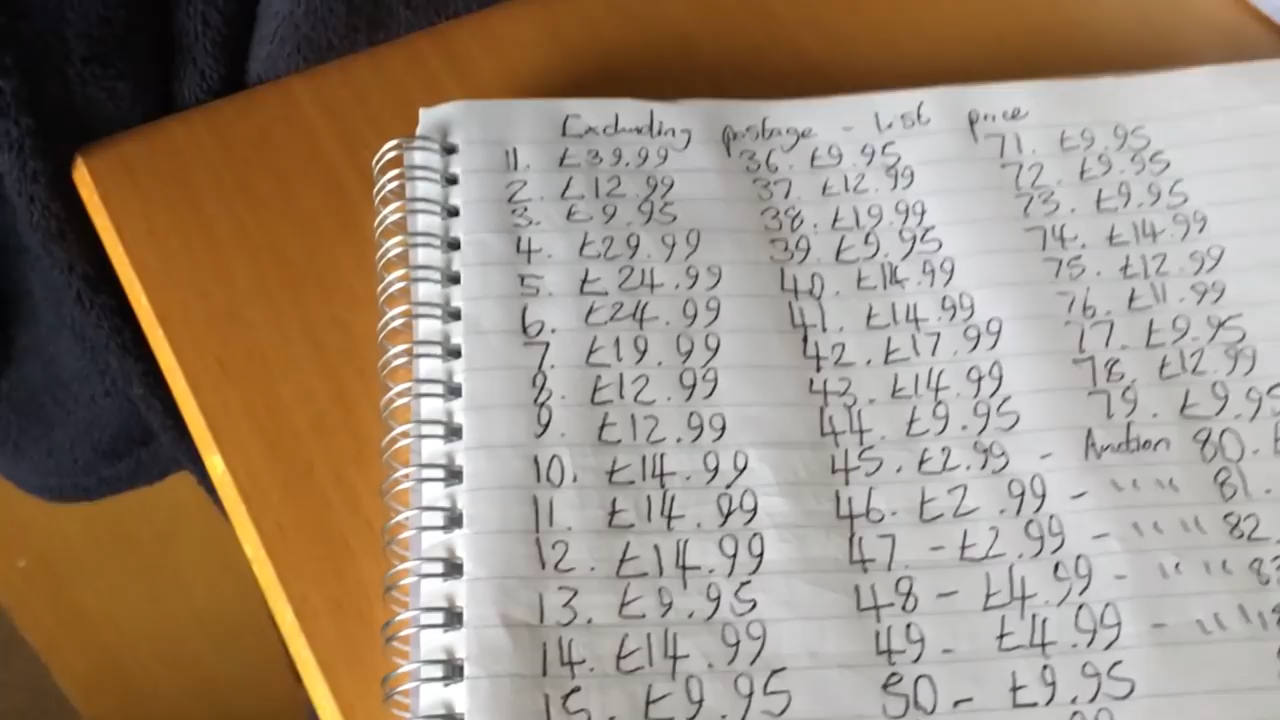 Excluding postage - List price
11. £39.99 36. £9.95 71. £9.95
2. £12.99 37. £12.99 72. £9.95
3. £9.95 38. £19.99 73. £9.95
4. £29.99 39. £9.95 74. £14.99
5. £24.99 40. £14.99 75. £12.99
6. £24.99 41. £14.99 76. £11.99
7. £19.99 42. £17.99 77. £9.95
8. £12.99 43. £14.99 78. £12.99
9. £12.99 44. £9.95 79. £9.95
10. £14.99 45. £2.99 - Auction 80.
11. £14.99 46. £2.99 - " " 81.
12. £14.99 47. - £2.99 - " " 82.
13. £9.95 48 - £4.99 - " "
14. £14.99 49 - £4.99 - " "
15. £9.95 50 - £9.95